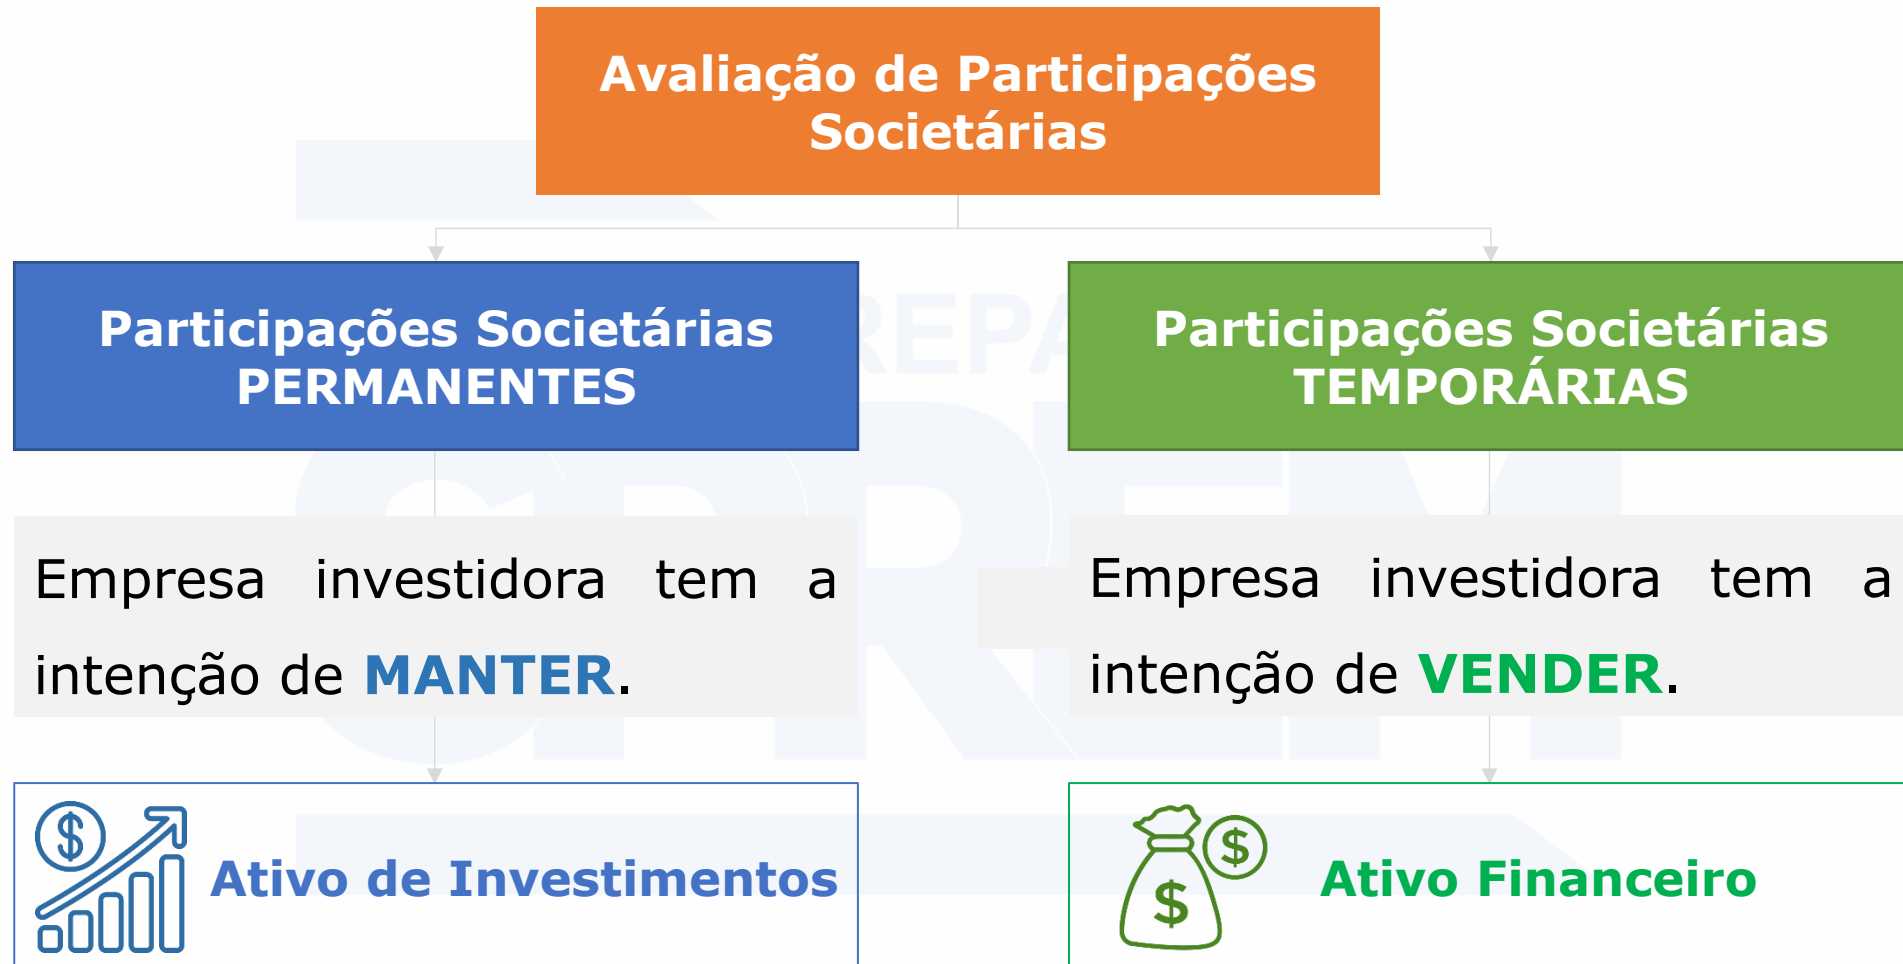 Avaliação de Participações
Societárias
Participações Societárias
PERMANENTES
Participações Societárias
TEMPORÁRIAS
Empresa investidora tem a
intenção de MANTER.
Empresa investidora tem a
intenção de VENDER.
$
Ativo de Investimentos
$
$
Ativo Financeiro